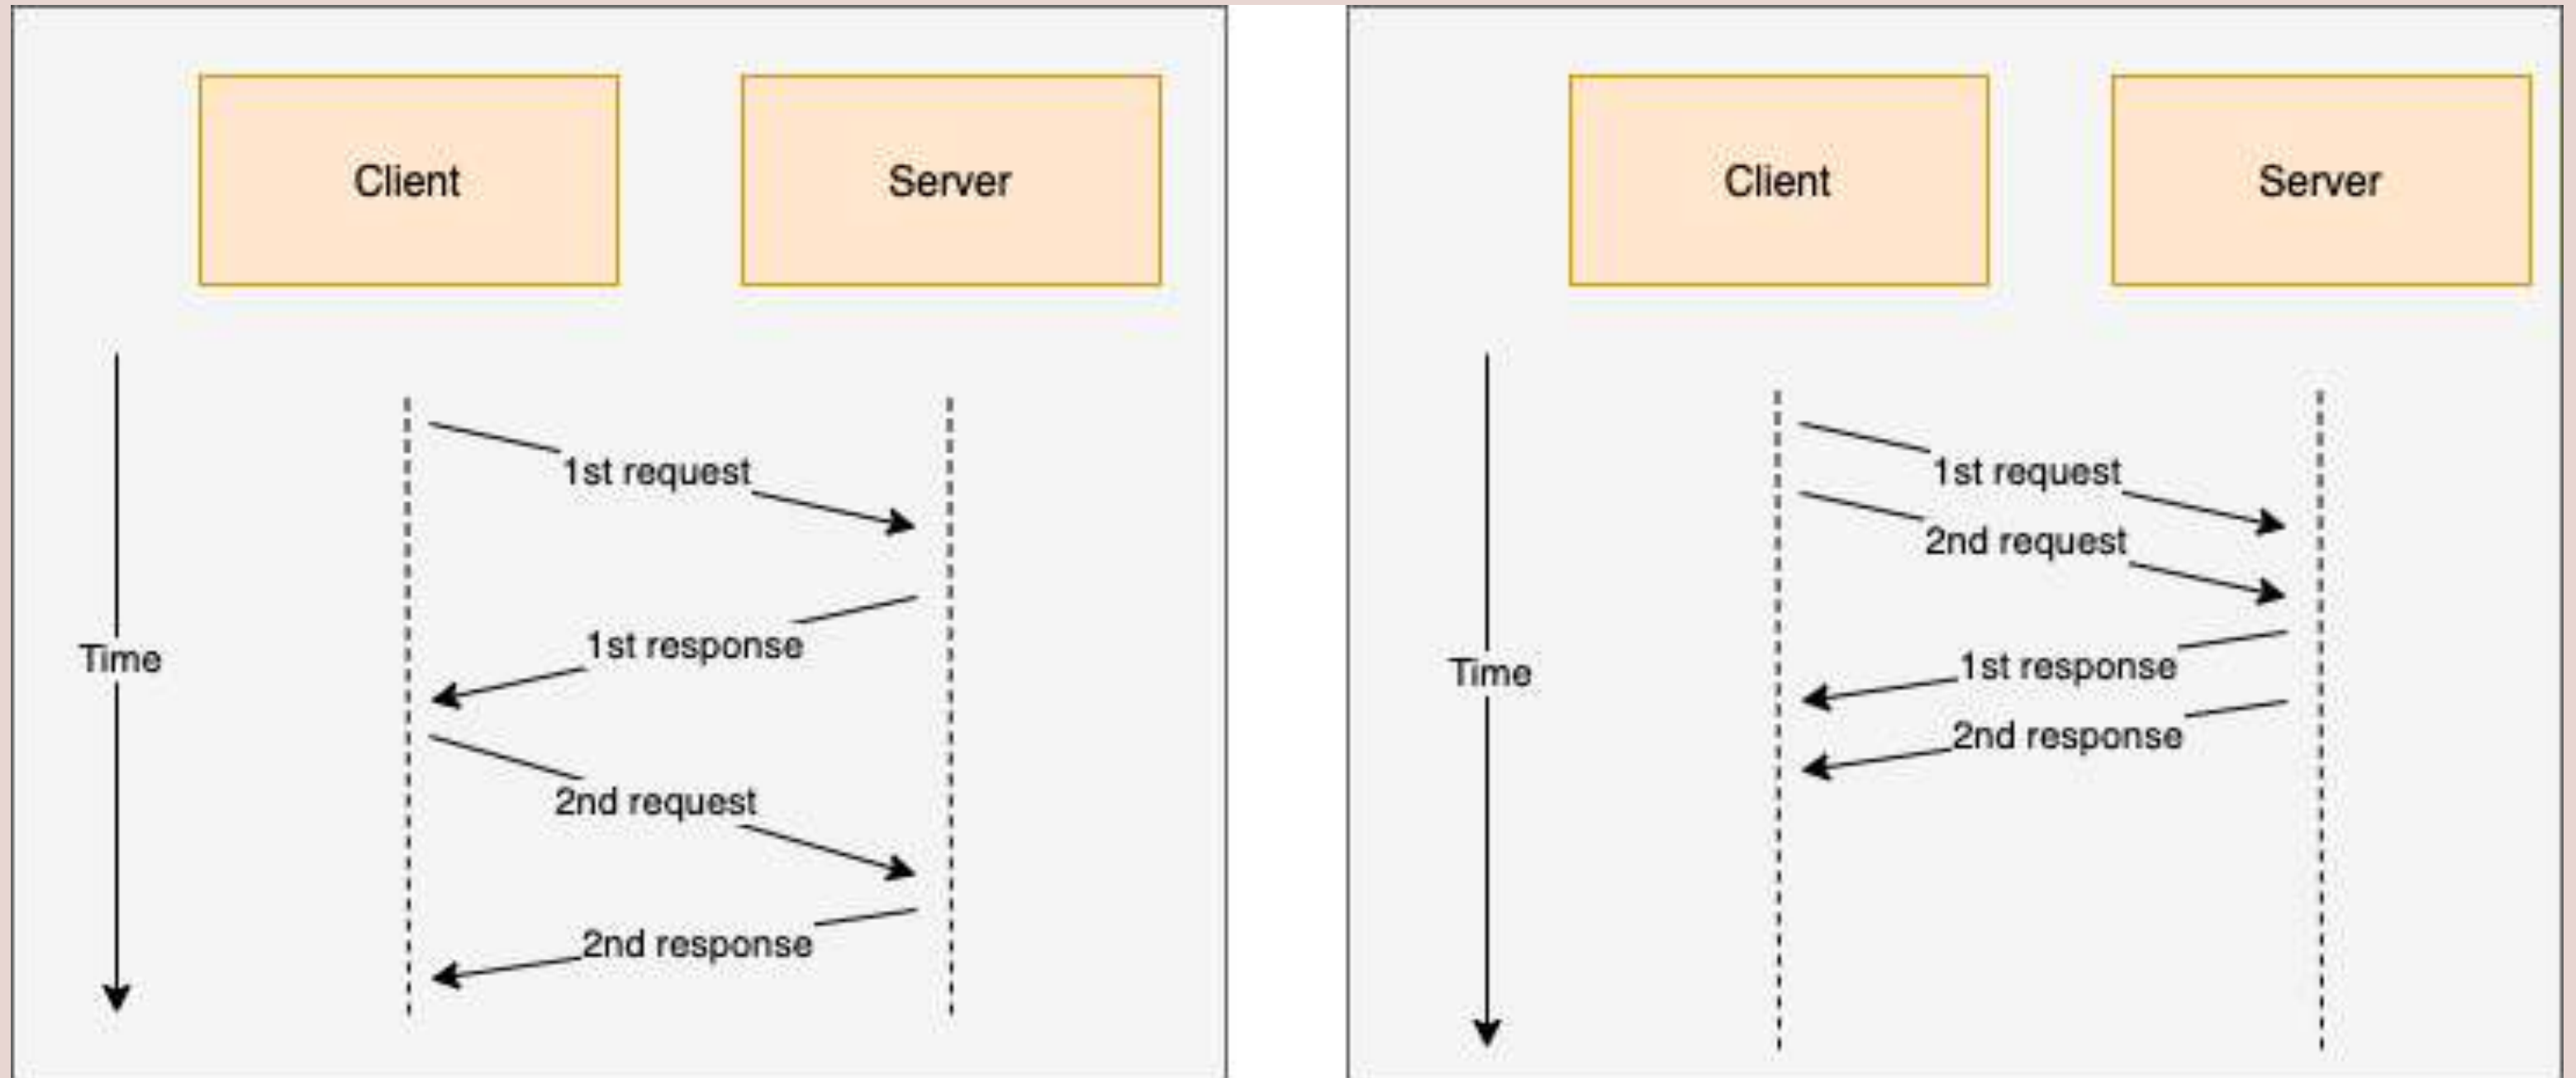 Client
Server
1st request
1st response
Time
2nd request
2nd response
Client
Server
1st request
2nd request
1st response
Time
2nd response